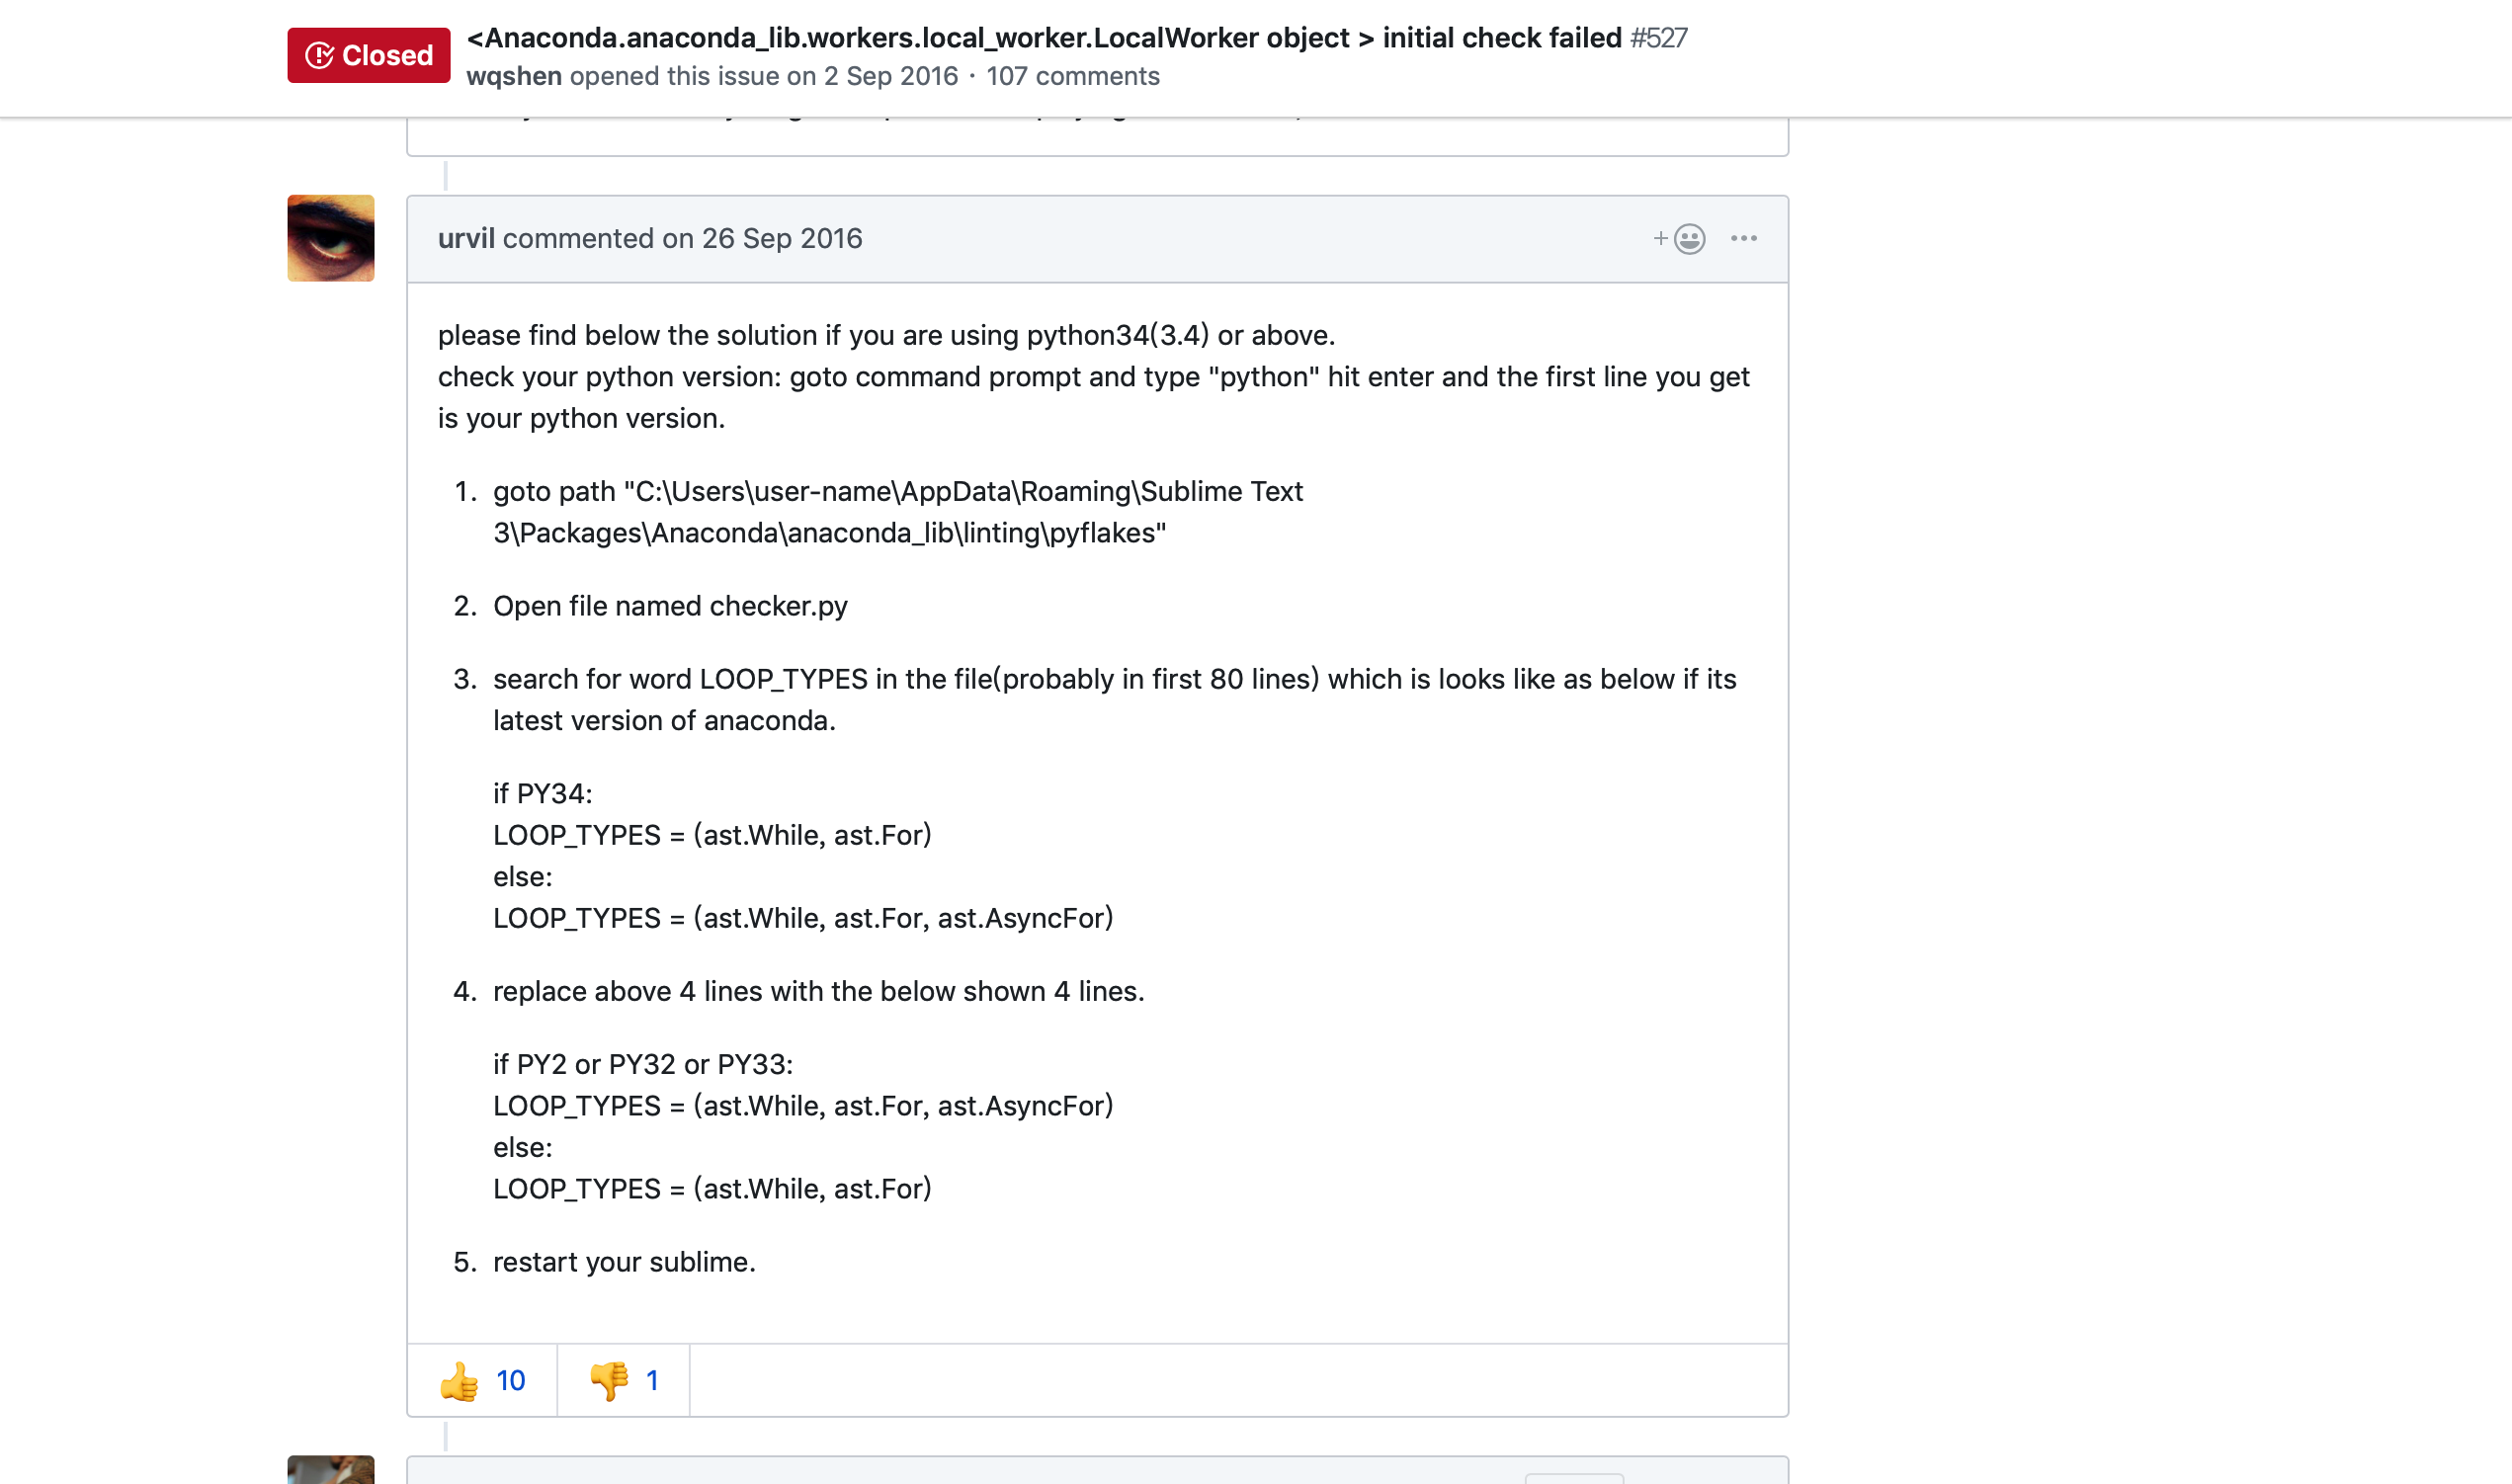 Closed
<Anaconda.anaconda_lib.workers.local_worker.LocalWorker object > initial check failed #527
wqshen opened this issue on 2 Sep 2016 · 107 comments
urvil commented on 26 Sep 2016
please find below the solution if you are using python34(3.4) or above.
check your python version: goto command prompt and type "python" hit enter and the first line you get
is your python version.
1. goto path "C:\Users\user-name\AppData\Roaming\Sublime Text
3\Packages\Anaconda\anaconda_lib\linting\pyflakes"
2. Open file named checker.py
3. search for word LOOP_TYPES in the file(probably in first 80 lines) which is looks like as below if its
latest version of anaconda.
if PY34:
LOOP_TYPES = (ast.While, ast.For)
else:
LOOP_TYPES = (ast.While, ast.For, ast.AsyncFor)
4. replace above 4 lines with the below shown 4 lines.
if PY2 or PY32 or PY33:
LOOP_TYPES = (ast.While, ast.For, ast.AsyncFor)
else:
LOOP_TYPES = (ast.While, ast.For)
5. restart your sublime.
👍 10 👎 1